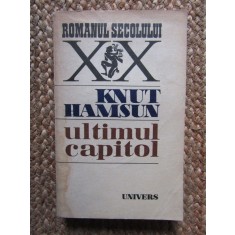 ROMANUL SECOLULUI
XX
KNUT
HAMSUN
ultimul
capitol
UNIVERS